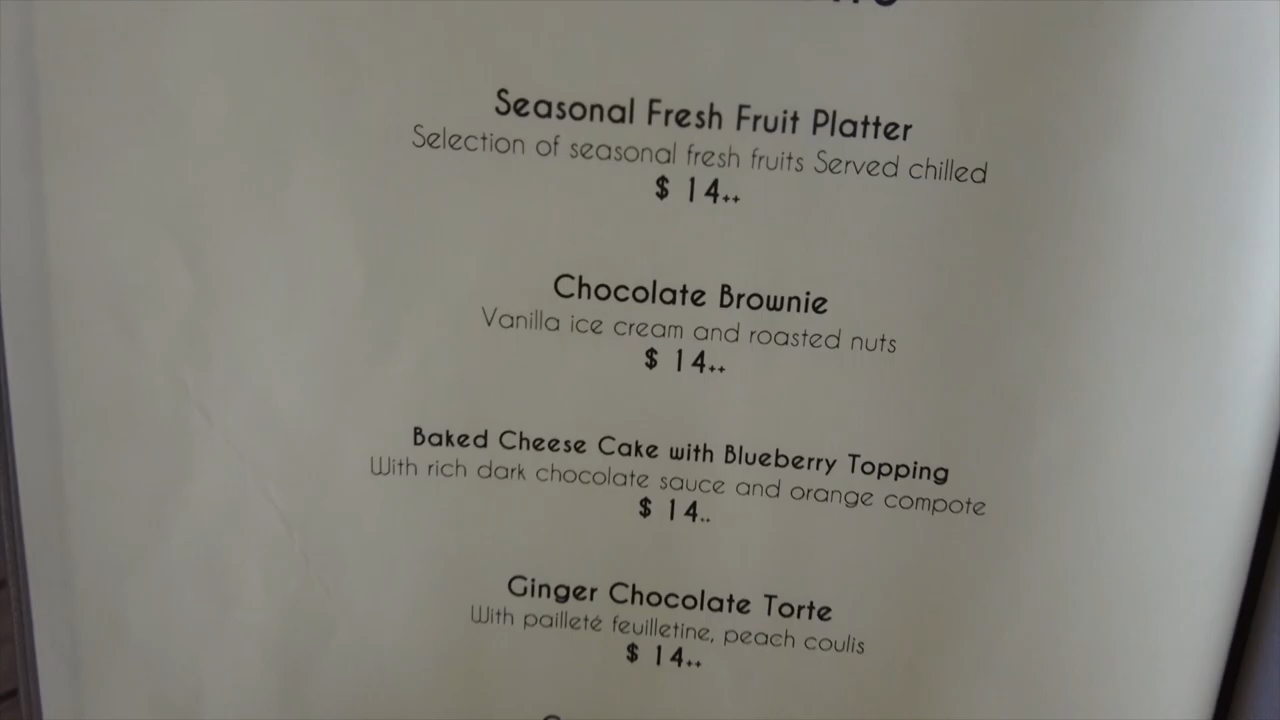 Seasonal Fresh Fruit Platter
Selection of seasonal fresh fruits Served chilled
$ 14++
Chocolate Brownie
Vanilla ice cream and roasted nuts
$ 14++
Baked Cheese Cake with Blueberry Topping
With rich dark chocolate sauce and orange compote
$ 14..
Ginger Chocolate Torte
With pailleté feuilletine, peach coulis
$ 14++